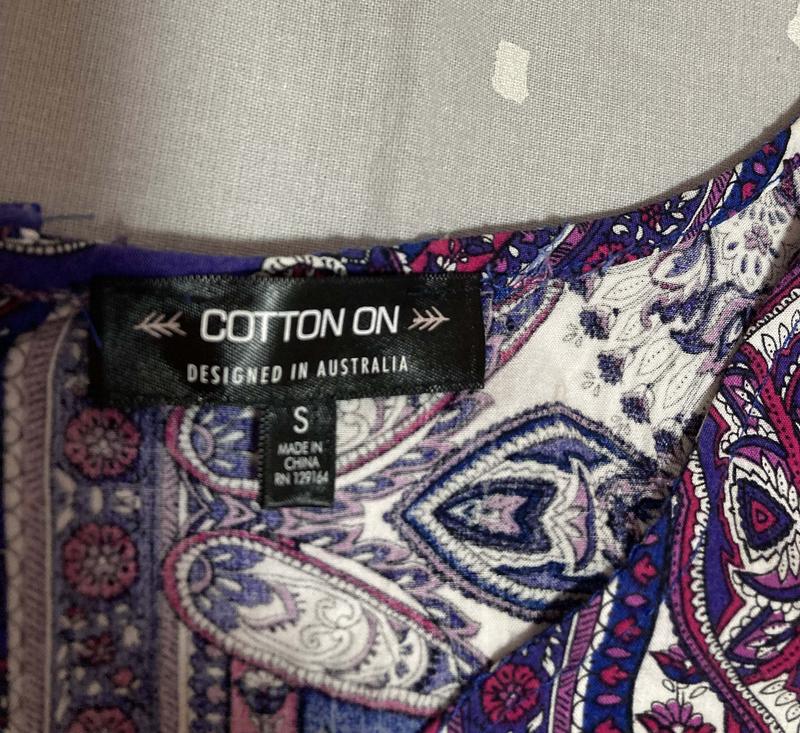 COTTON ON
DESIGNED IN AUSTRALIA
S
MADE IN
CHINA
RN 129164